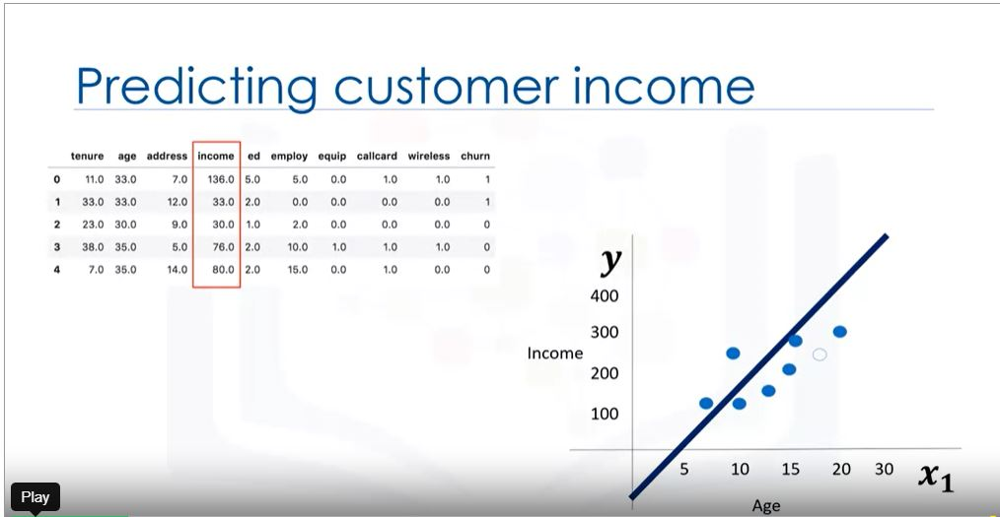 Predicting customer income
tenure age address income ed employ equip callcard wireless churn
0 11.0 33.0 7.0 136.0 5.0 5.0 0.0 1.0 1.0 1
1 33.0 33.0 12.0 33.0 2.0 0.0 0.0 0.0 0.0 1
2 23.0 30.0 9.0 30.0 1.0 2.0 0.0 0.0 0.0 0
3 38.0 35.0 5.0 76.0 2.0 10.0 1.0 1.0 1.0 0
4 7.0 35.0 14.0 80.0 2.0 15.0 0.0 1.0 0.0 0
y
400
300
Income
200
100
5 10 15 20 30 x1
Age
Play